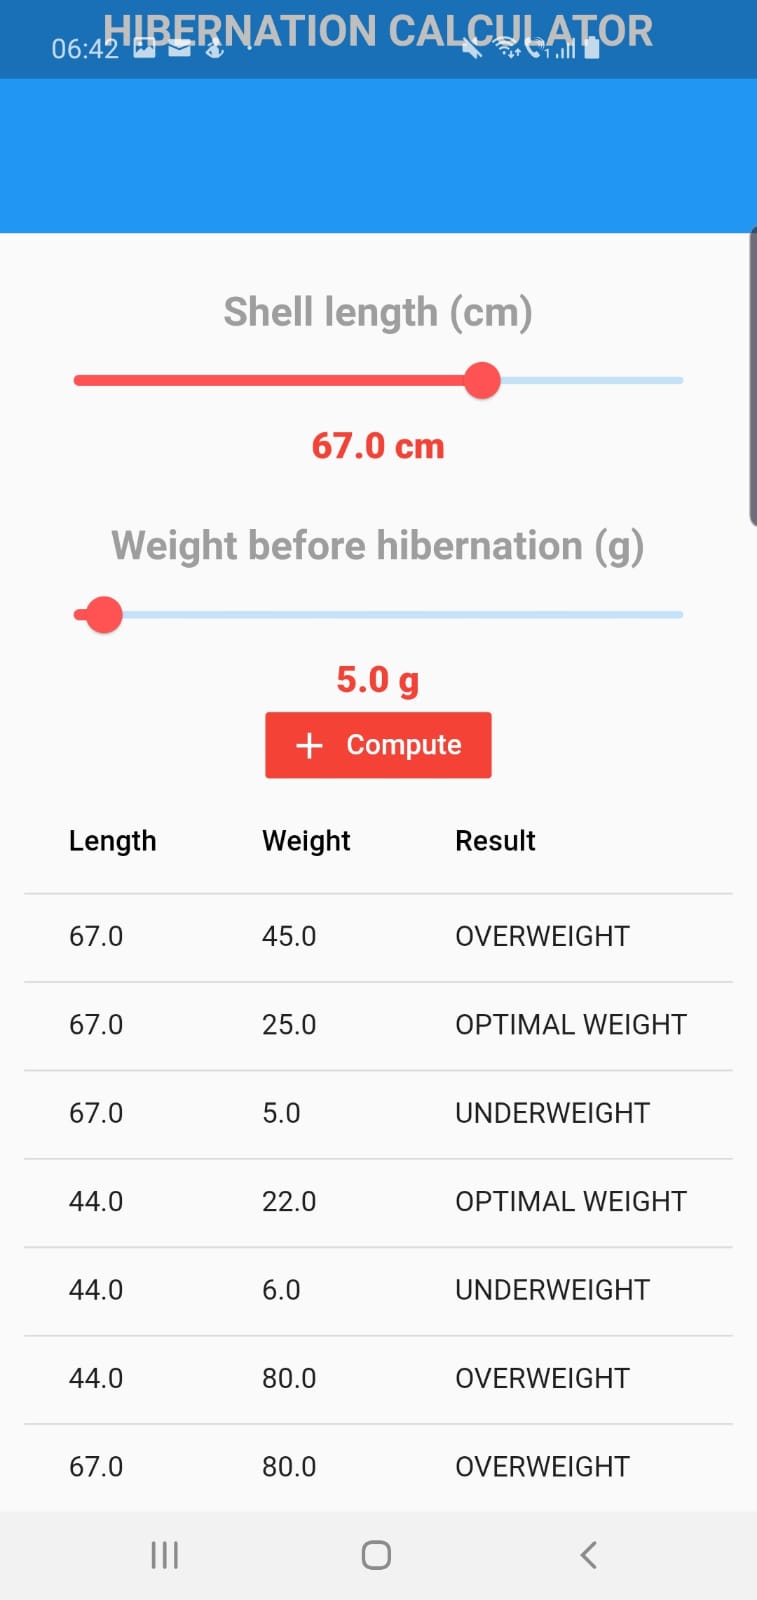 HIBERNATION CALCULATOR
06:42
1
Shell length (cm)
67.0 cm
Weight before hibernation (g)
5.0 g
+ Compute
Length Weight Result
67.0 45.0 OVERWEIGHT
67.0 25.0 OPTIMAL WEIGHT
67.0 5.0 UNDERWEIGHT
44.0 22.0 OPTIMAL WEIGHT
44.0 6.0 UNDERWEIGHT
44.0 80.0 OVERWEIGHT
67.0 80.0 OVERWEIGHT